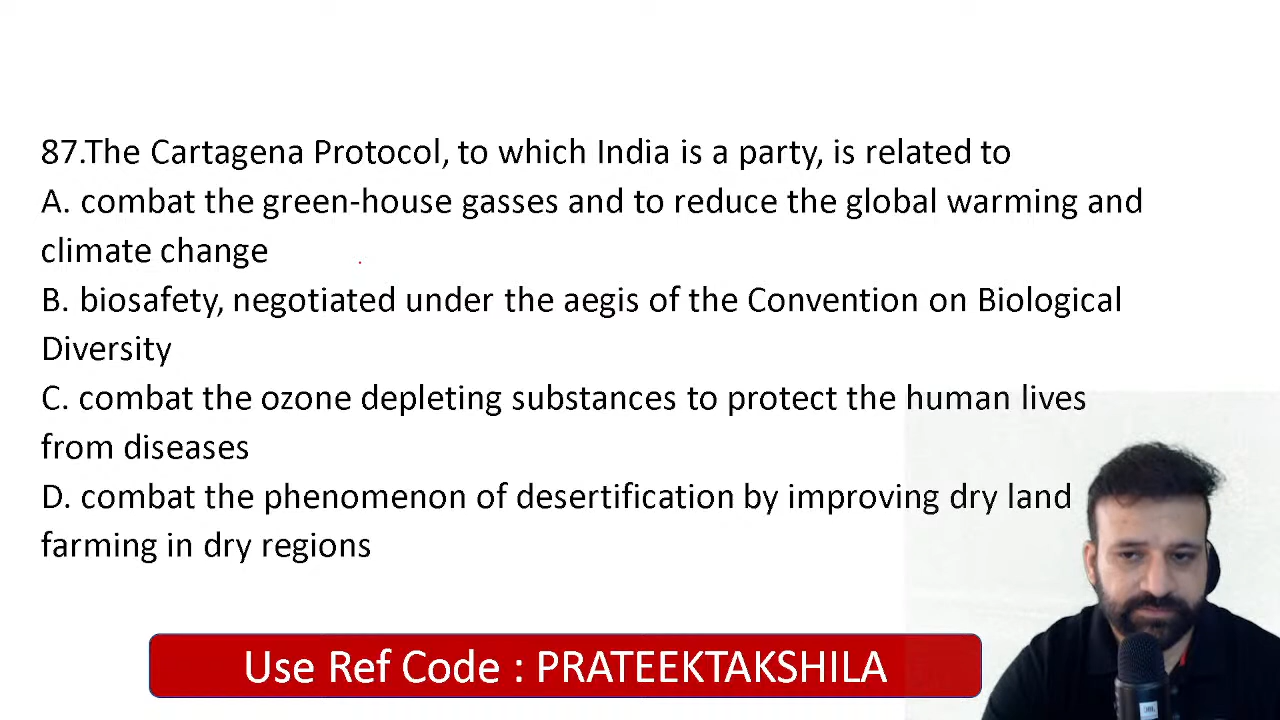 87.The Cartagena Protocol, to which India is a party, is related to
A. combat the green-house gasses and to reduce the global warming and
climate change
B. biosafety, negotiated under the aegis of the Convention on Biological
Diversity
C. combat the ozone depleting substances to protect the human lives
from diseases
D. combat the phenomenon of desertification by improving dry land
farming in dry regions
Use Ref Code : PRATEEKTAKSHILA
JBL